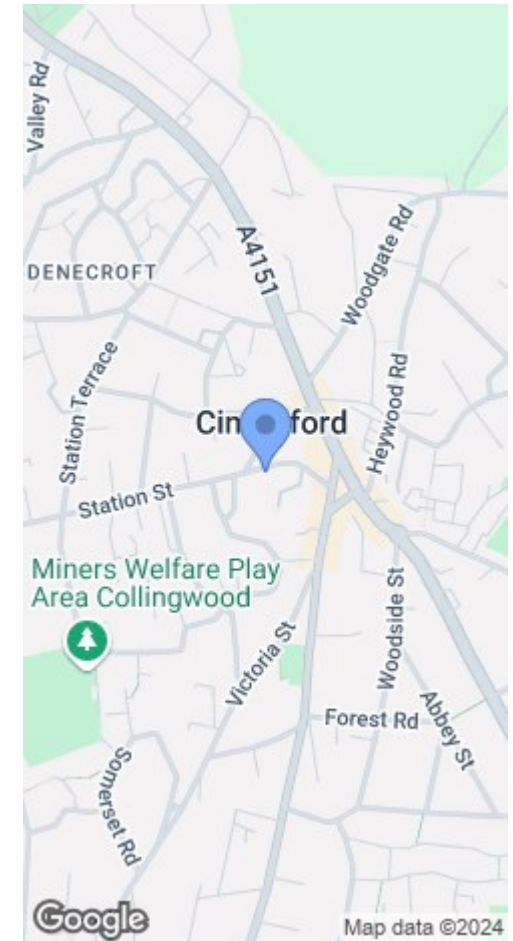 Valley Rd
A4151
Woodgate Rd
DENECROFT
Station Terrace
Heywood Rd
Cin ford
Station St
Miners Welfare Play
Area Collingwood
Victoria St
Woodside St
Abbey St
Forest Rd
Somerset Rd
Google
Map data ©2024